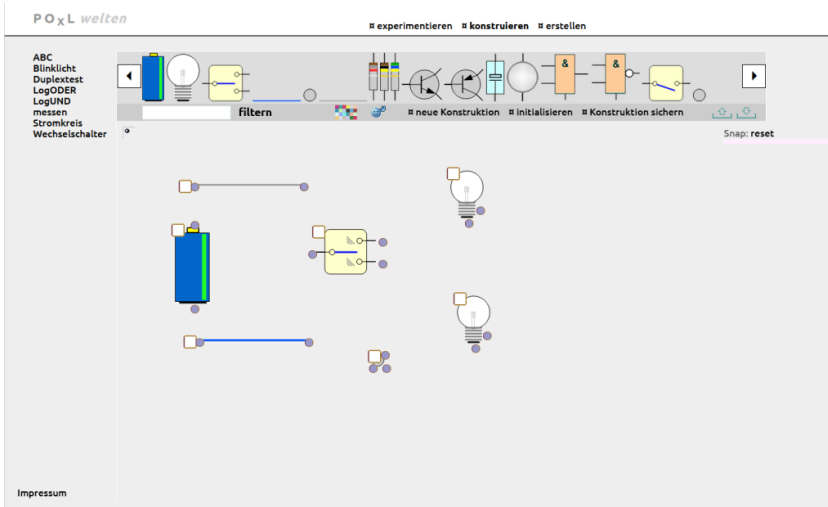 POXL welten
¤ experimentieren ¤ konstruieren ¤ erstellen
ABC
Blinklicht
Duplextest
LogODER
LogUND
messen
Stromkreis
Wechselschalter
& &
filtern
¤ neue Konstruktion ¤ initialisieren ¤ Konstruktion sichern
Snap: reset
Impressum